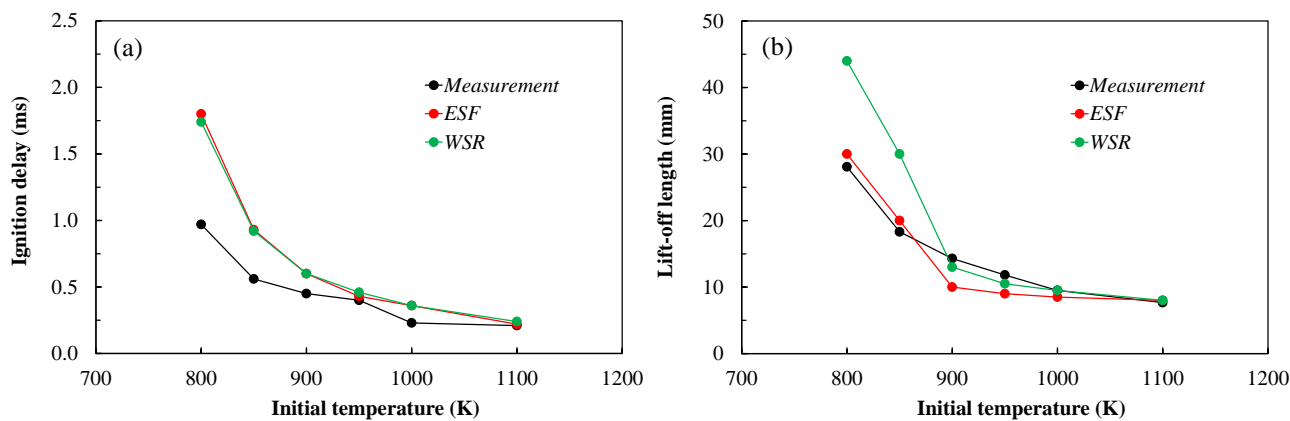 (a)
Ignition delay (ms)
2.5
2.0
1.5
1.0
0.5
0.0
Measurement
ESF
WSR
700 800 900 1000 1100 1200
Initial temperature (K)
(b)
Lift-off length (mm)
50
40
30
20
10
0
Measurement
ESF
WSR
700 800 900 1000 1100 1200
Initial temperature (K)